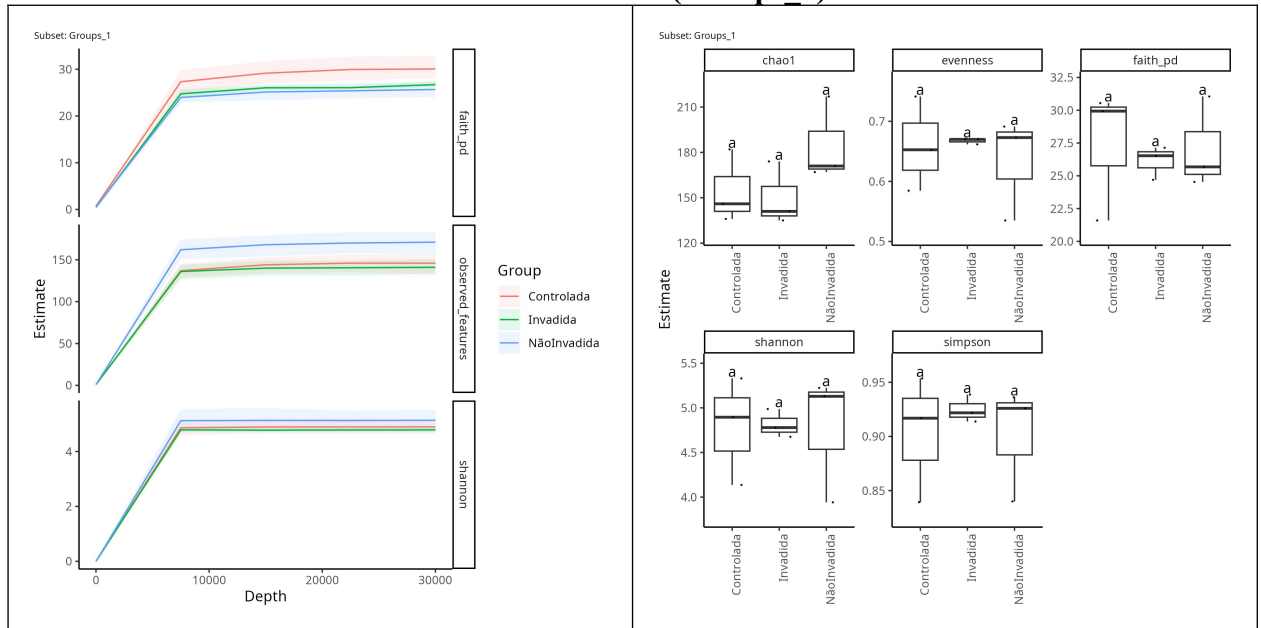 Subset: Groups_1
30
20
10
0
faith_pd
150
100
50
0
observed_features
4
2
0
shannon
Estimate
0 10000 20000 30000
Depth
Group
Controlada
Invadida
NãoInvadida
Subset: Groups_1
Estimate
chao1
210
180
150
120
a a a
Controlada Invadida NãoInvadida
evenness
0.7
0.6
0.5
a a a
Controlada Invadida NãoInvadida
faith_pd
32.5
30.0
27.5
25.0
22.5
20.0
a a a
Controlada Invadida NãoInvadida
shannon
5.5
5.0
4.5
4.0
a a a
Controlada Invadida NãoInvadida
simpson
0.95
0.90
0.85
a a a
Controlada Invadida NãoInvadida